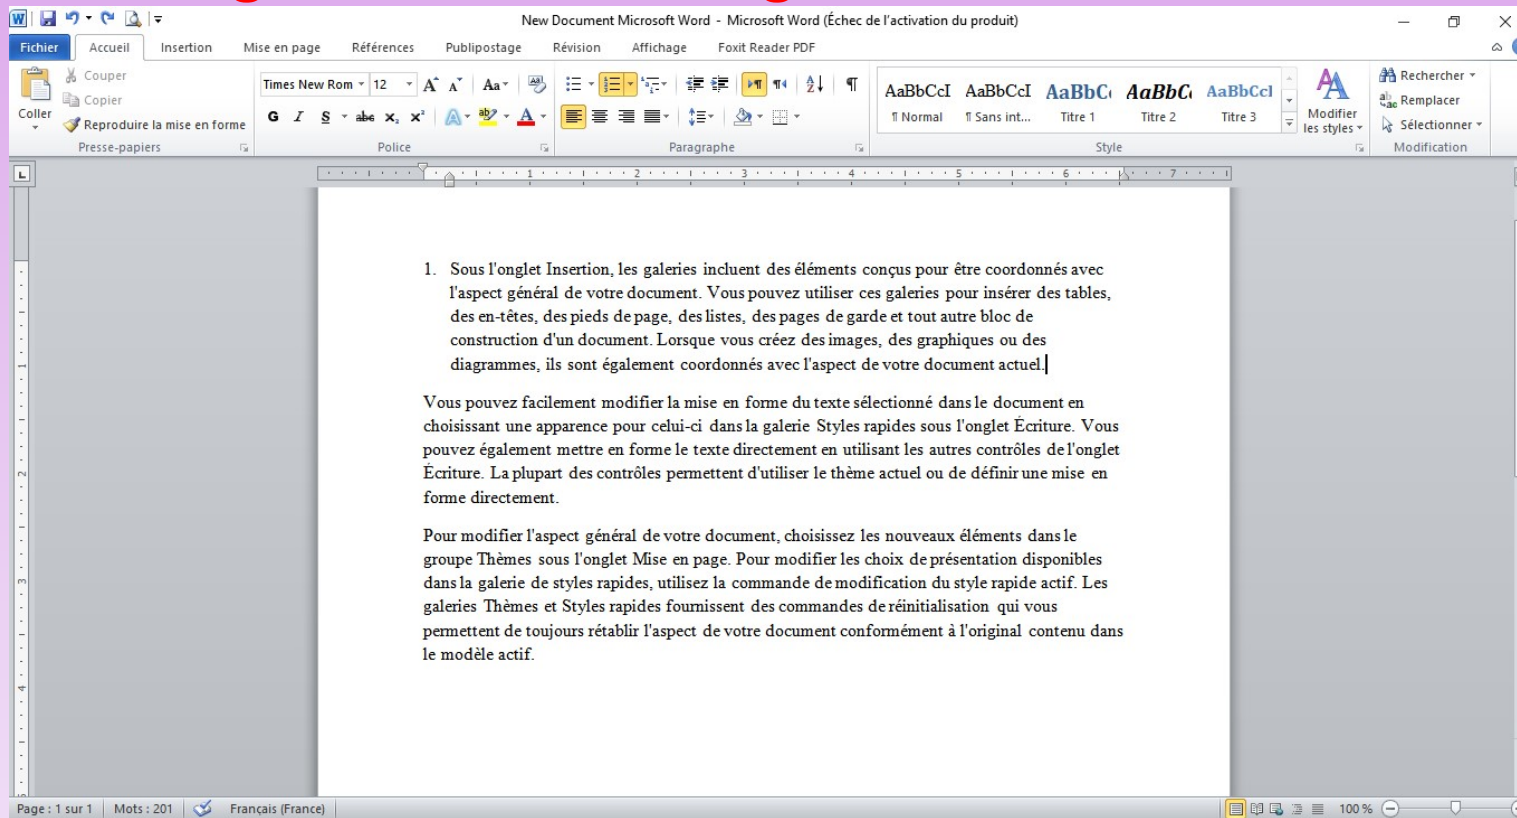 New Document Microsoft Word - Microsoft Word (Échec de l'activation du produit)
Fichier Accueil Insertion Mise en page Références Publipostage Révision Affichage Foxit Reader PDF
Coller
Couper
Copier
Reproduire la mise en forme
Presse-papiers
Times New Rom 12
G I S abc x₂ x²
Police
Paragraphe
AaBbCcI AaBbCcI AaBbC AaBbC AaBbCcI
¶ Normal ¶ Sans int... Titre 1 Titre 2 Titre 3
Style
Modifier
les styles
Rechercher
Remplacer
Sélectionner
Modification
1 2 3 4 5 6 7
1. Sous l'onglet Insertion, les galeries incluent des éléments conçus pour être coordonnés avec
l'aspect général de votre document. Vous pouvez utiliser ces galeries pour insérer des tables,
des en-têtes, des pieds de page, des listes, des pages de garde et tout autre bloc de
construction d'un document. Lorsque vous créez des images, des graphiques ou des
diagrammes, ils sont également coordonnés avec l'aspect de votre document actuel.
Vous pouvez facilement modifier la mise en forme du texte sélectionné dans le document en
choisissant une apparence pour celui-ci dans la galerie Styles rapides sous l'onglet Écriture. Vous
pouvez également mettre en forme le texte directement en utilisant les autres contrôles de l'onglet
Écriture. La plupart des contrôles permettent d'utiliser le thème actuel ou de définir une mise en
forme directement.
Pour modifier l'aspect général de votre document, choisissez les nouveaux éléments dans le
groupe Thèmes sous l'onglet Mise en page. Pour modifier les choix de présentation disponibles
dans la galerie de styles rapides, utilisez la commande de modification du style rapide actif. Les
galeries Thèmes et Styles rapides fournissent des commandes de réinitialisation qui vous
permettent de toujours rétablir l'aspect de votre document conformément à l'original contenu dans
le modèle actif.
Page : 1 sur 1 Mots : 201 Français (France) 100 %